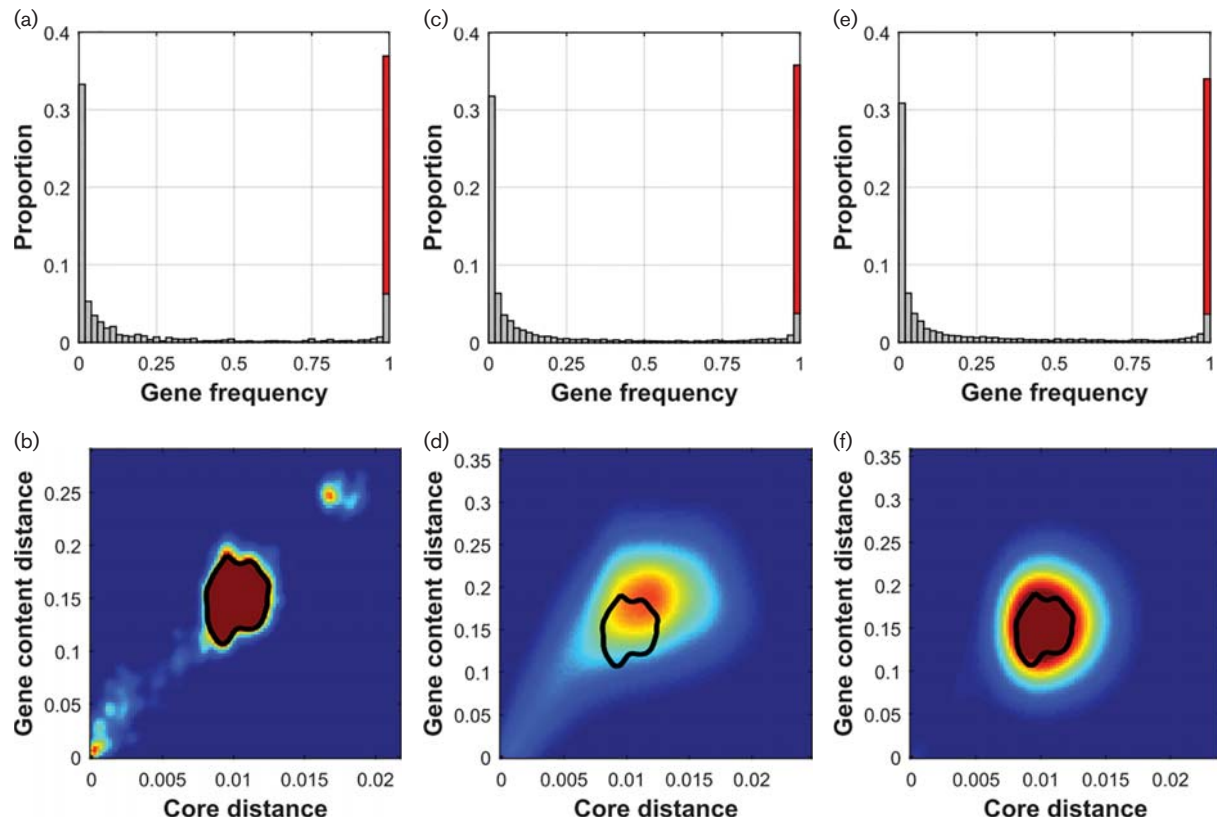 (a)
0.4
0.3
0.2
0.1
0
Proportion
0 0.25 0.5 0.75 1
Gene frequency
(c)
0.4
0.3
0.2
0.1
0
Proportion
0 0.25 0.5 0.75 1
Gene frequency
(e)
0.4
0.3
0.2
0.1
0
Proportion
0 0.25 0.5 0.75 1
Gene frequency
(b)
0.25
0.2
0.15
0.1
0.05
0
Gene content distance
0 0.005 0.01 0.015 0.02
Core distance
(d)
0.35
0.3
0.25
0.2
0.15
0.1
0.05
0
Gene content distance
0 0.005 0.01 0.015 0.02
Core distance
(f)
0.35
0.3
0.25
0.2
0.15
0.1
0.05
0
Gene content distance
0 0.005 0.01 0.015 0.02
Core distance